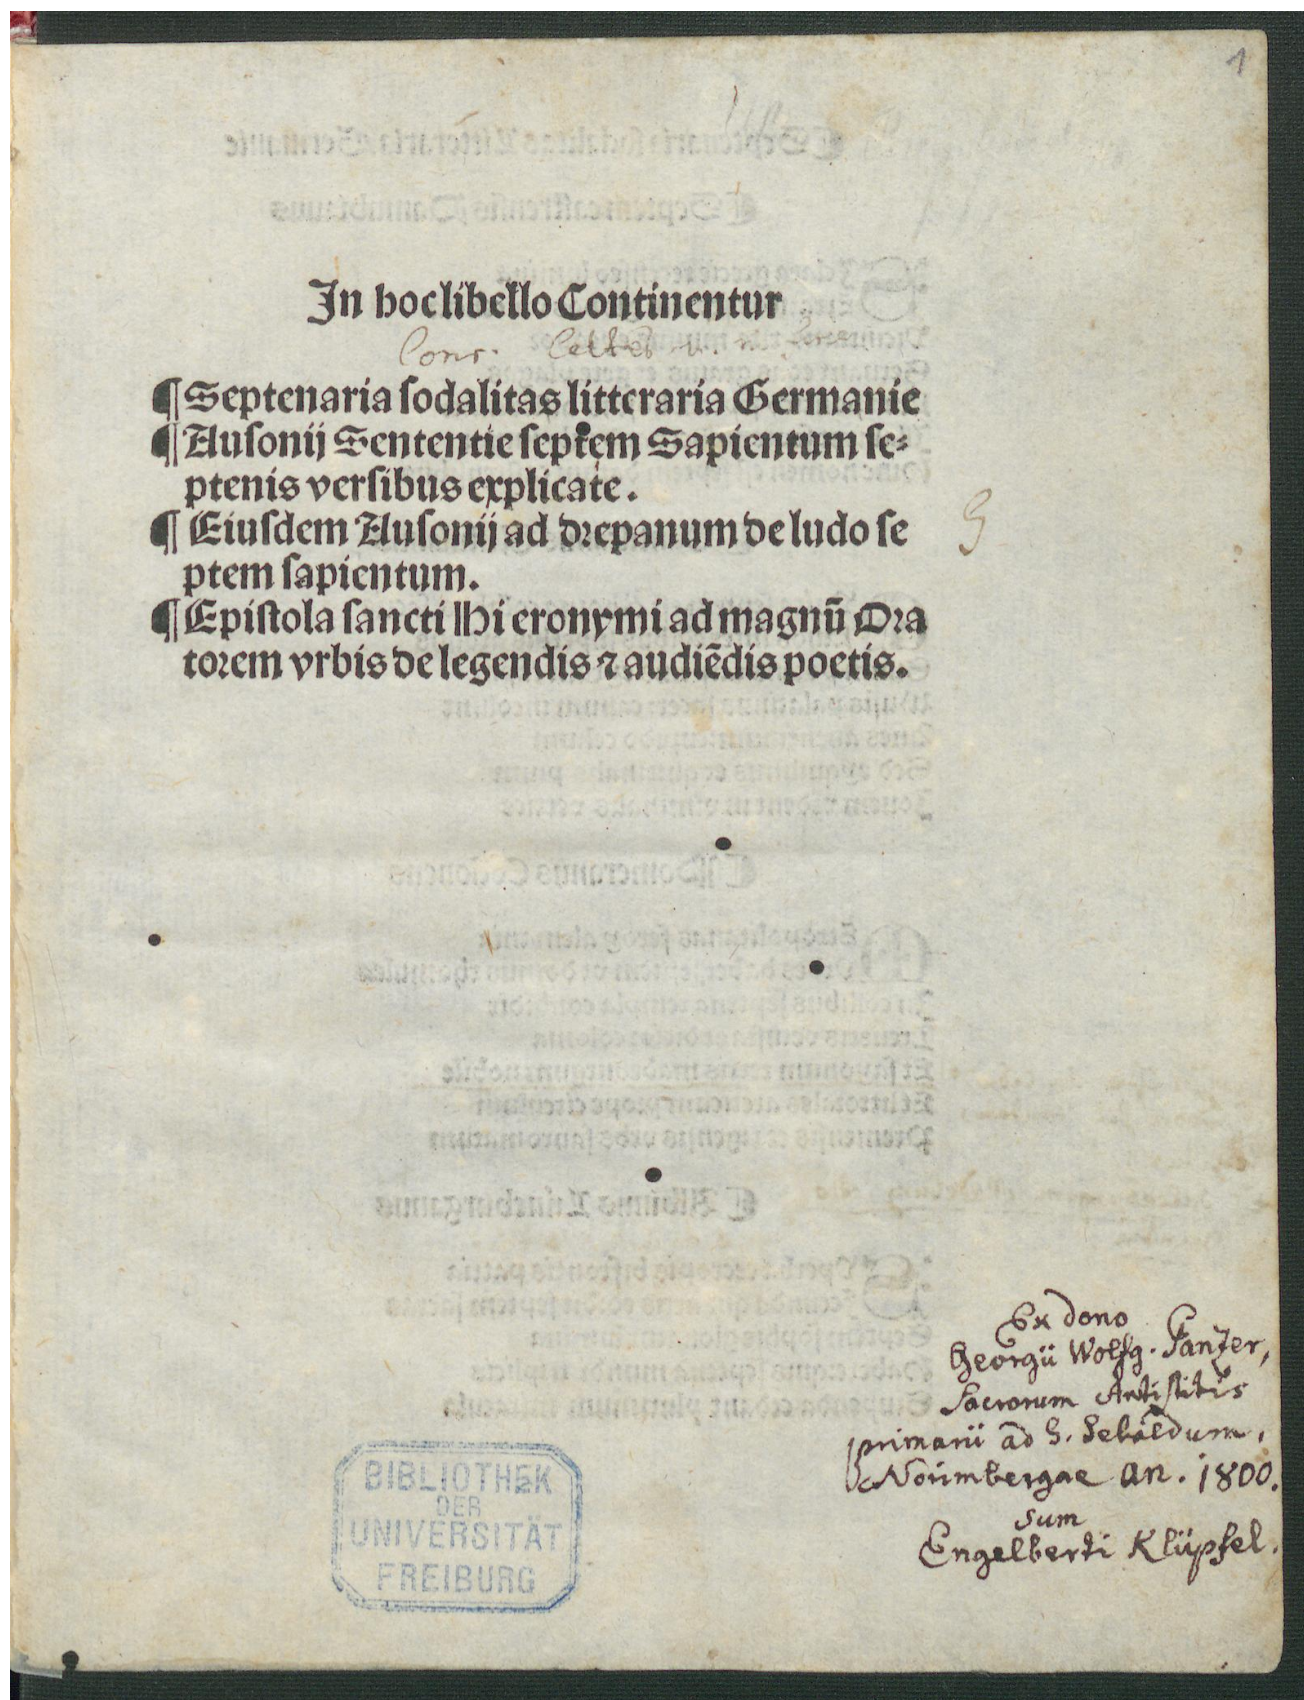 1
In hoc libello Continentur
Conr. Celtes
¶ Septenaria sodalitas litteraria Germanie
¶ Ausonij Sententie septem Sapientum se-
ptenis versibus explicate.
¶ Eiusdem Ausonij ad drepanum de ludo se
ptem sapientum.
¶ Epistola sancti Hieronymi ad magnū Ora
torem vrbis de legendis ⁊ audiēdis poetis.
Ex dono
Georgii Wolfg. Panzer,
Sacrorum Antistitis
primarii ad S. Sebaldum,
Norimbergae an. 1800.
sum
Engelberti Klüpfel.
BIBLIOTHEK
DER
UNIVERSITÄT
FREIBURG